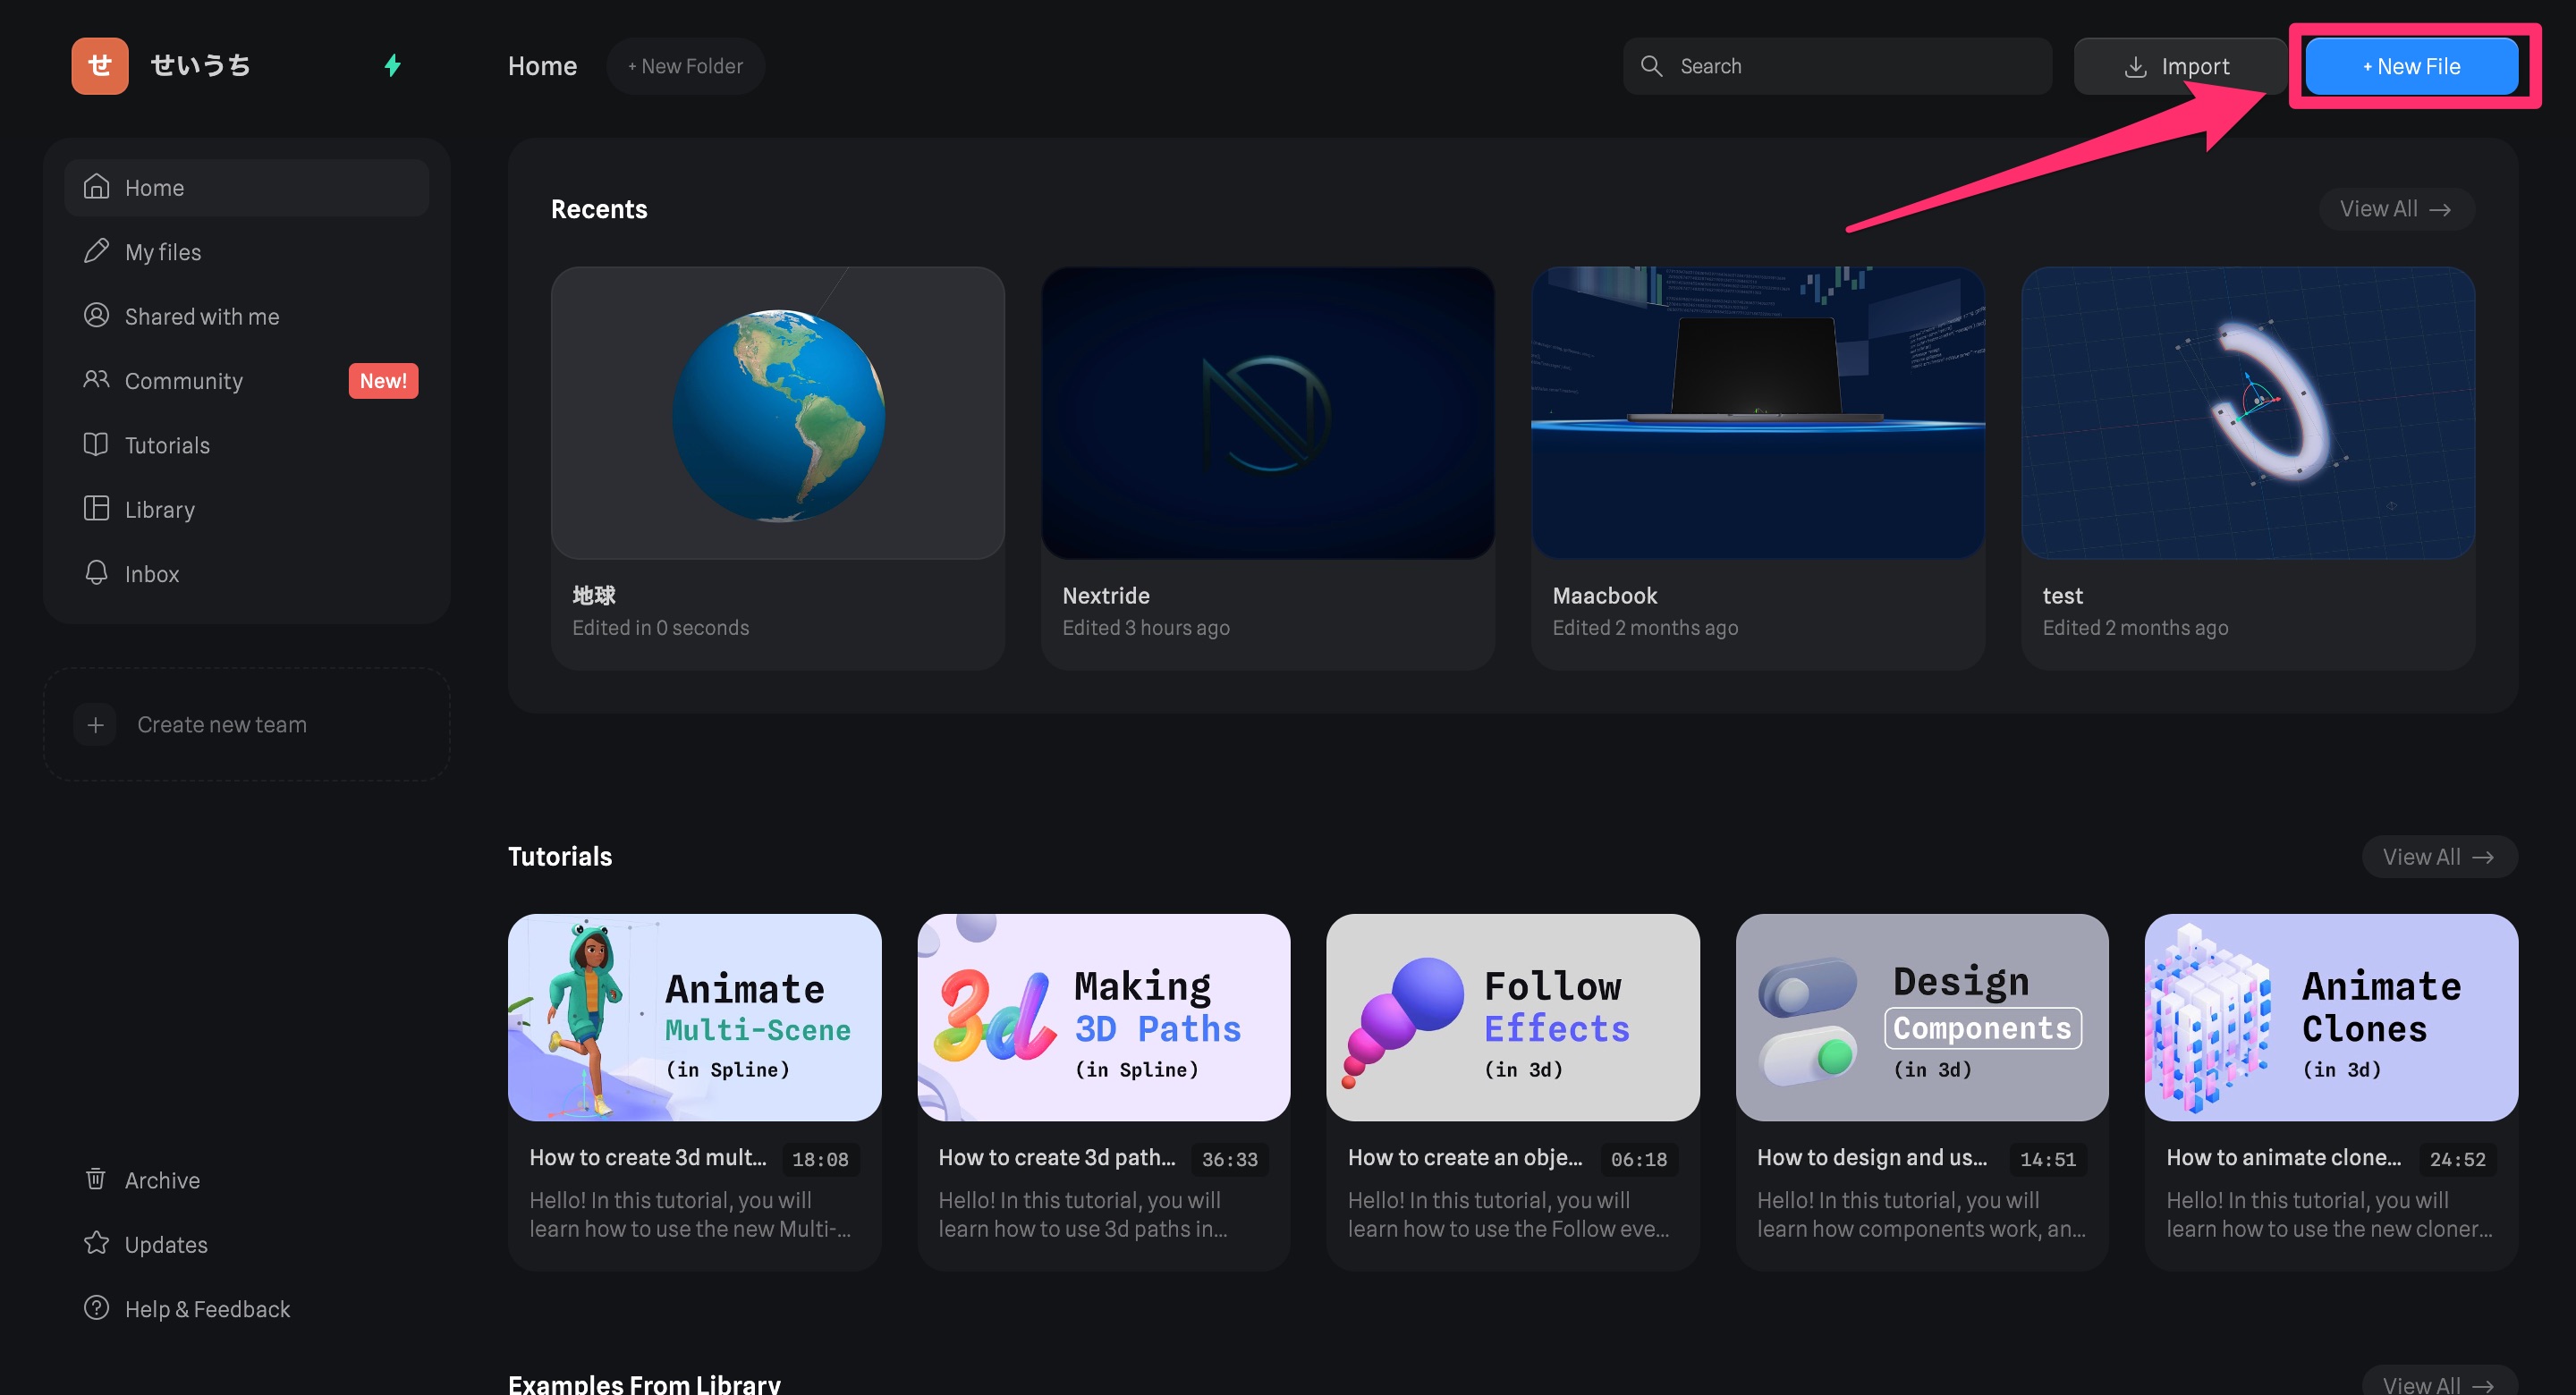 せ せいうち
Home
+ New Folder
Search
Import
+ New File
Home
My files
Shared with me
Community New!
Tutorials
Library
Inbox
Create new team
Archive
Updates
Help & Feedback
Recents
View All →
地球
Edited in 0 seconds
Nextride
Edited 3 hours ago
Maacbook
Edited 2 months ago
test
Edited 2 months ago
Tutorials
View All →
Animate
Multi-Scene
(in Spline)
How to create 3d mult... 18:08
Hello! In this tutorial, you will
learn how to use the new Multi-...
3d
Making
3D Paths
(in Spline)
How to create 3d path... 36:33
Hello! In this tutorial, you will
learn how to use 3d paths in...
Follow
Effects
(in 3d)
How to create an obje... 06:18
Hello! In this tutorial, you will
learn how to use the Follow eve...
Design
Components
(in 3d)
How to design and us... 14:51
Hello! In this tutorial, you will
learn how components work, an...
Animate
Clones
(in 3d)
How to animate clone... 24:52
Hello! In this tutorial, you will
learn how to use the new cloner...
Examples From Library
View All →